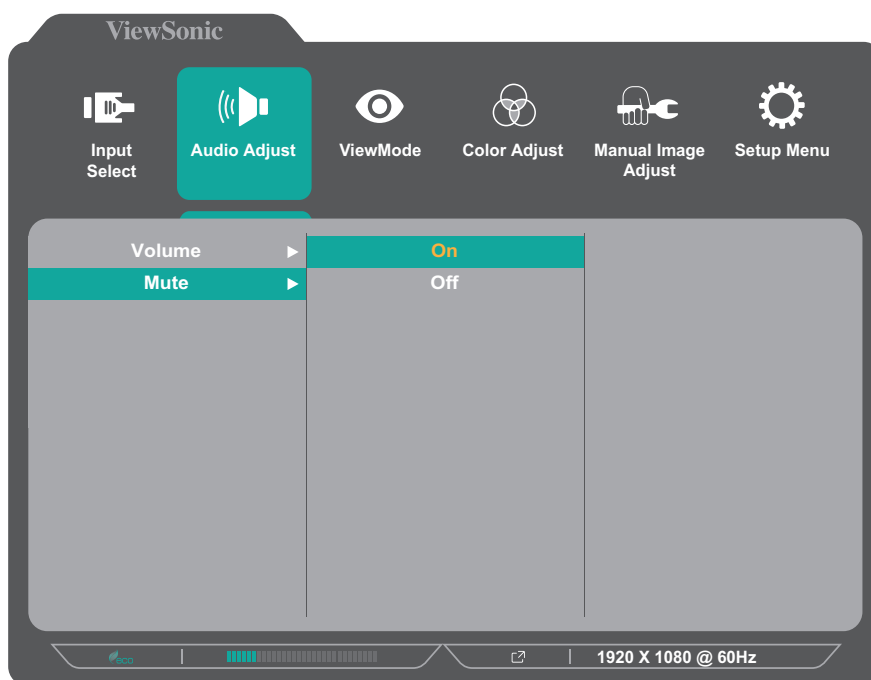 ViewSonic
Input Select
Audio Adjust
ViewMode
Color Adjust
Manual Image Adjust
Setup Menu
Volume
On
Mute
Off
eco
1920 X 1080 @ 60Hz